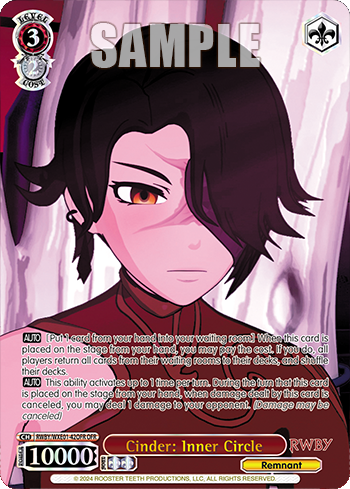 LEVEL
3
SAMPLE
2
COST
AUTO [Put 1 card from your hand into your waiting room] When this card is
placed on the stage from your hand, you may pay the cost. If you do, all
players return all cards from their waiting rooms to their decks, and shuffle
their decks.
AUTO This ability activates up to 1 time per turn. During the turn that this card
is placed on the stage from your hand, when damage dealt by this card is
canceled, you may deal 1 damage to your opponent. (Damage may be
canceled)
RWBY/WXE01-42OFR OFR
POWER
10000
Cinder: Inner Circle
RWBY
Remnant
© 2024 ROOSTER TEETH PRODUCTIONS, LLC, ALL RIGHTS RESERVED.